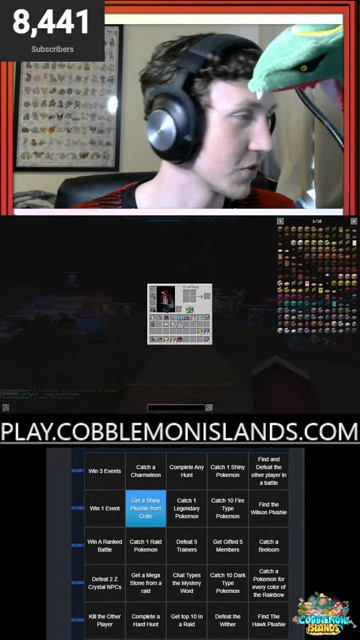 8,441
Subscribers
1/16
PLAY.COBBLEMONISLANDS.COM
Win 3 Events
Catch a
Charmeleon
Complete Any
Hunt
Catch 1 Shiny
Pokemon
Find and
Defeat the
other player in
a battle
Win 1 Event
Get a Shiny
Plushie from
Crate
Catch 1
Legendary
Pokemon
Catch 10 Fire
Type Pokemon
Find the
Wilson Plushie
Win A Ranked
Battle
Catch 1 Raid
Pokemon
Defeat 5
Trainers
Get Gifted 5
Members
Catch a
Breloom
Defeat 2 Z
Crystal NPCs
Get a Mega
Stone from a
raid
Chat Types the
Mystery Word
Catch 10 Dark
Type Pokemon
Catch a
Pokemon for
every color of
the Rainbow
Kill the Other
Player
Complete a
Hard Hunt
Get top 10 In a
Raid
Defeat the
Wither
Find The
Hawk Plushie
COBBLEMON
ISLANDS